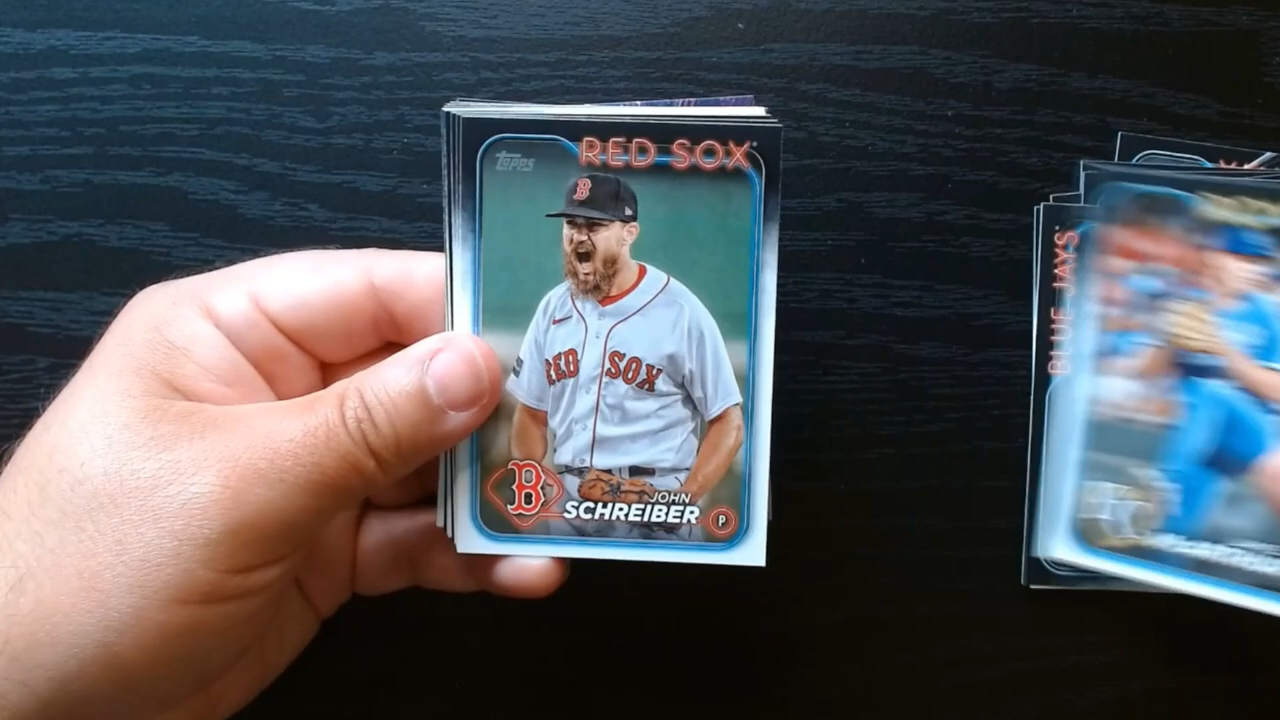 topps
RED SOX
B
RED SOX
B
JOHN
SCHREIBER
P
BLUE JAYS